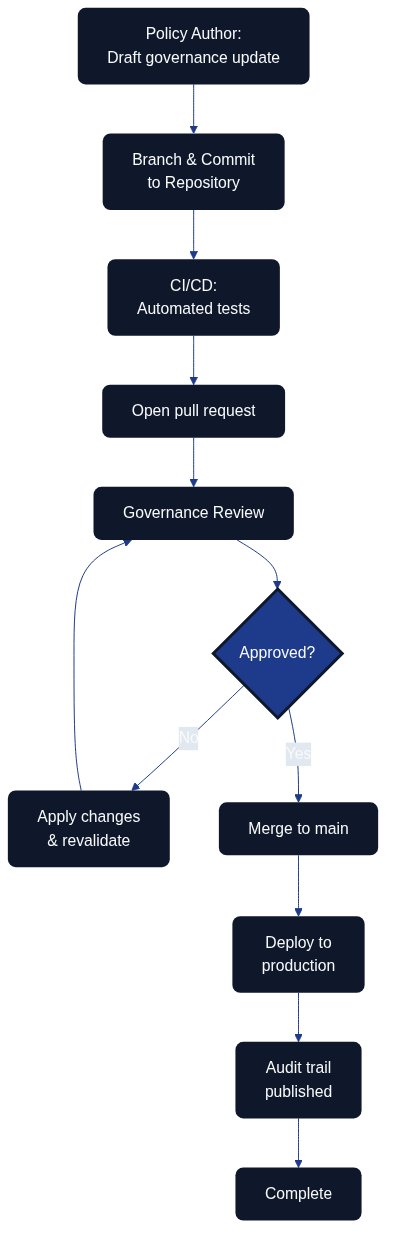 Policy Author:
Draft governance update
Branch & Commit
to Repository
CI/CD:
Automated tests
Open pull request
Governance Review
Approved?
No
Yes
Apply changes
& revalidate
Merge to main
Deploy to
production
Audit trail
published
Complete